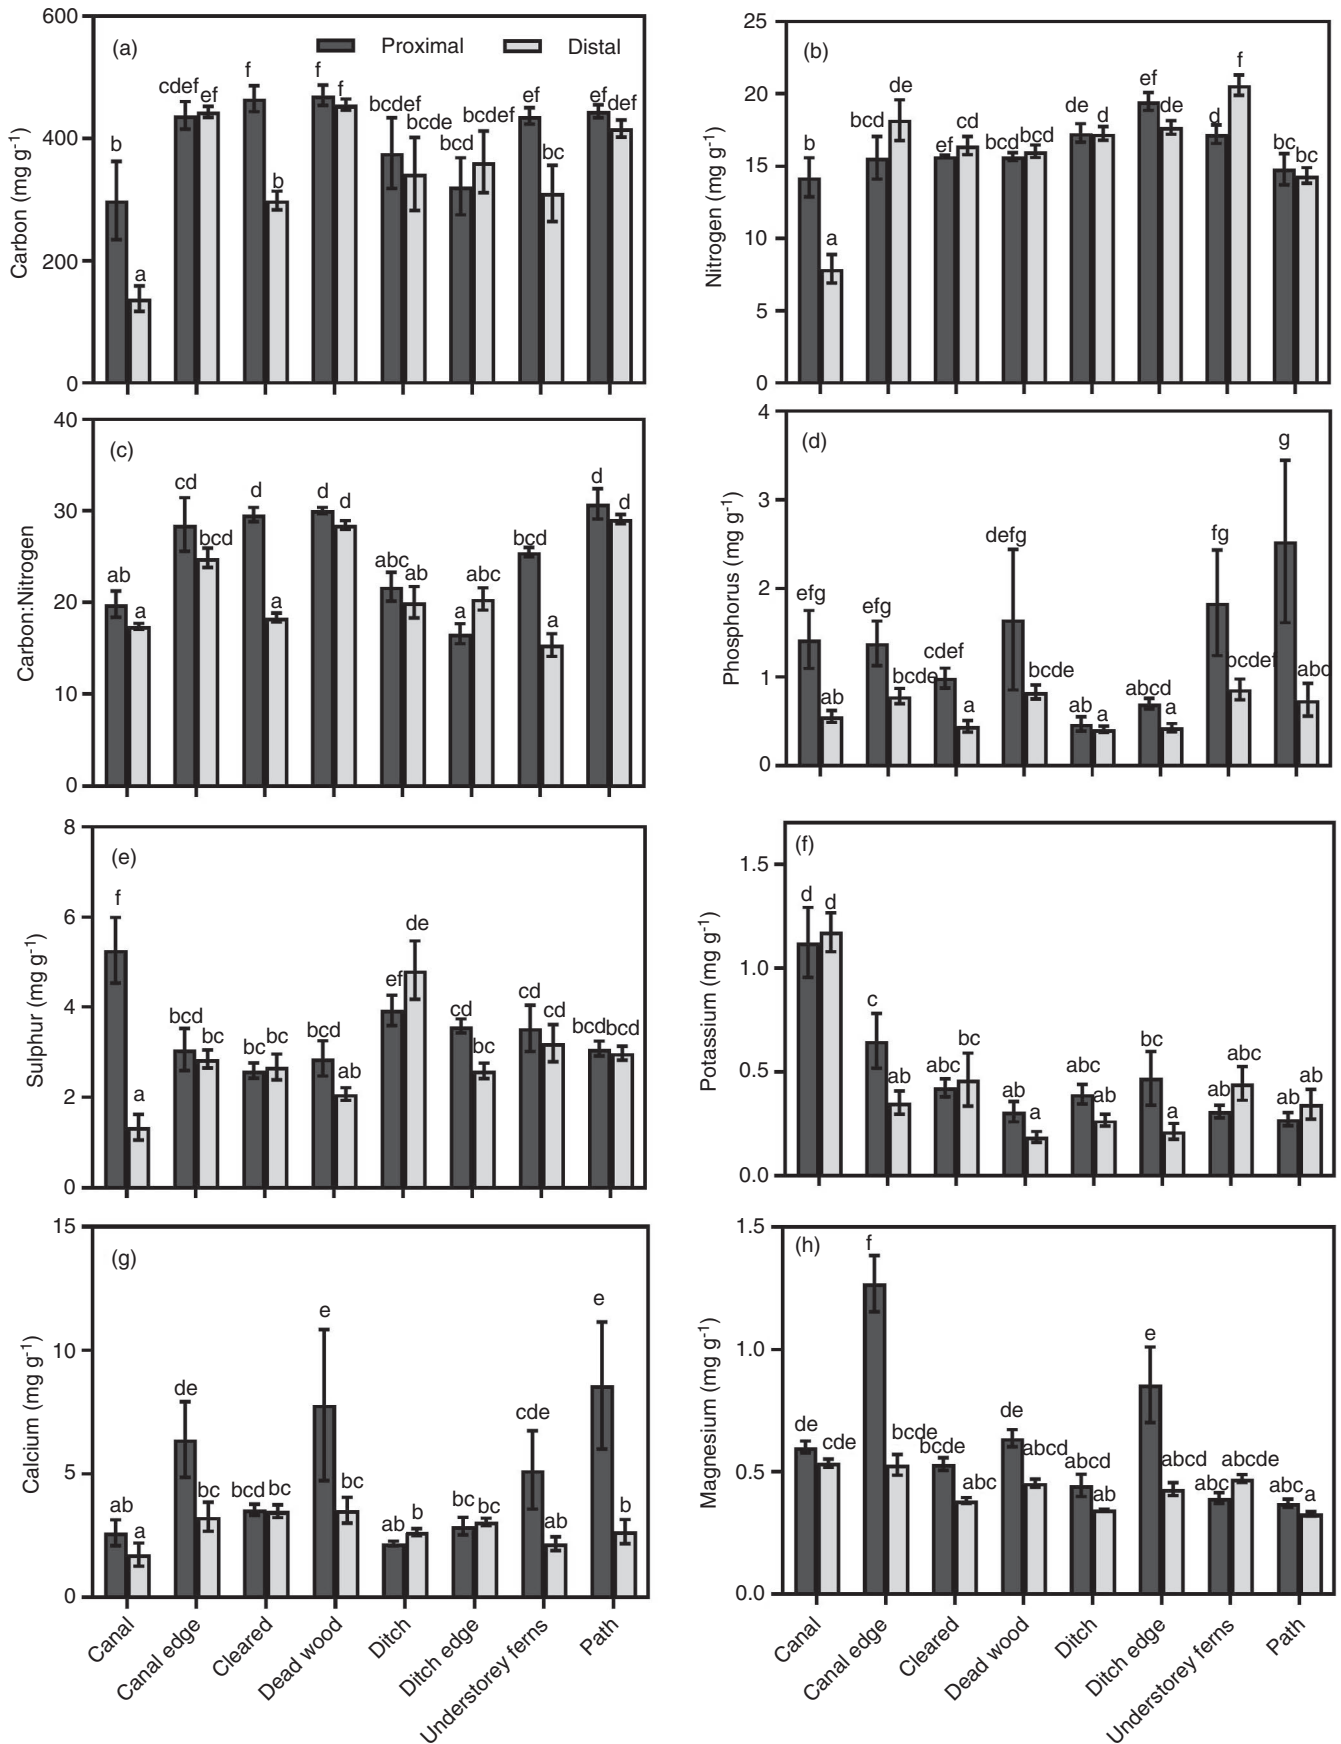 (a)
Proximal
Distal
Carbon (mg g-1)
600
400
200
0
b
a
cdef
ef
f
b
f
f
bcdef
bcde
bcd
bcdef
ef
bc
ef
def
(b)
Nitrogen (mg g-1)
25
20
15
10
5
0
b
a
bcd
de
ef
cd
bcd
bcd
de
d
ef
de
d
f
bc
bc
(c)
Carbon:Nitrogen
40
30
20
10
0
ab
a
cd
bcd
d
a
d
d
abc
ab
a
abc
bcd
a
d
d
(d)
Phosphorus (mg g-1)
4
3
2
1
0
efg
ab
efg
bcde
cdef
a
defg
bcde
ab
a
abcd
a
fg
bcdef
g
abc
(e)
Sulphur (mg g-1)
8
6
4
2
0
f
a
bcd
bc
bc
bc
bcd
ab
ef
de
cd
bc
cd
cd
bcd
bcd
(f)
Potassium (mg g-1)
1.5
1.0
0.5
0.0
d
d
c
ab
abc
bc
ab
a
abc
ab
bc
a
ab
abc
ab
ab
(g)
Calcium (mg g-1)
15
10
5
0
ab
a
de
bc
bcd
bc
e
bc
ab
b
bc
bc
cde
ab
e
b
Canal
Canal edge
Cleared
Dead wood
Ditch
Ditch edge
Understorey ferns
Path
(h)
Magnesium (mg g-1)
1.5
1.0
0.5
0.0
de
cde
f
bcde
bcde
abc
de
abcd
abcd
ab
e
abcd
abc
abcde
abc
a
Canal
Canal edge
Cleared
Dead wood
Ditch
Ditch edge
Understorey ferns
Path